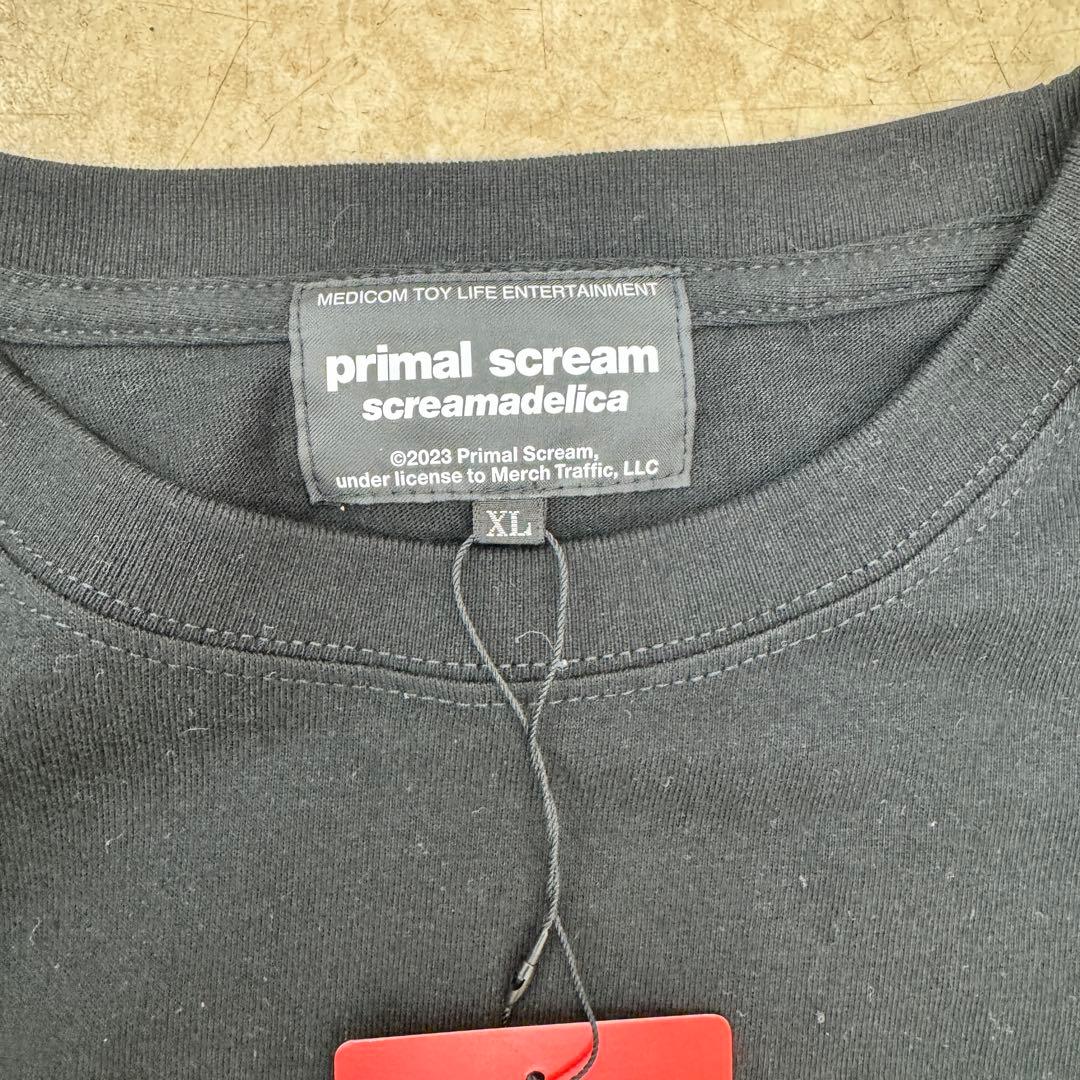 MEDICOM TOY LIFE ENTERTAINMENT
primal scream
screamadelica
©2023 Primal Scream,
under license to Merch Traffic, LLC
XL